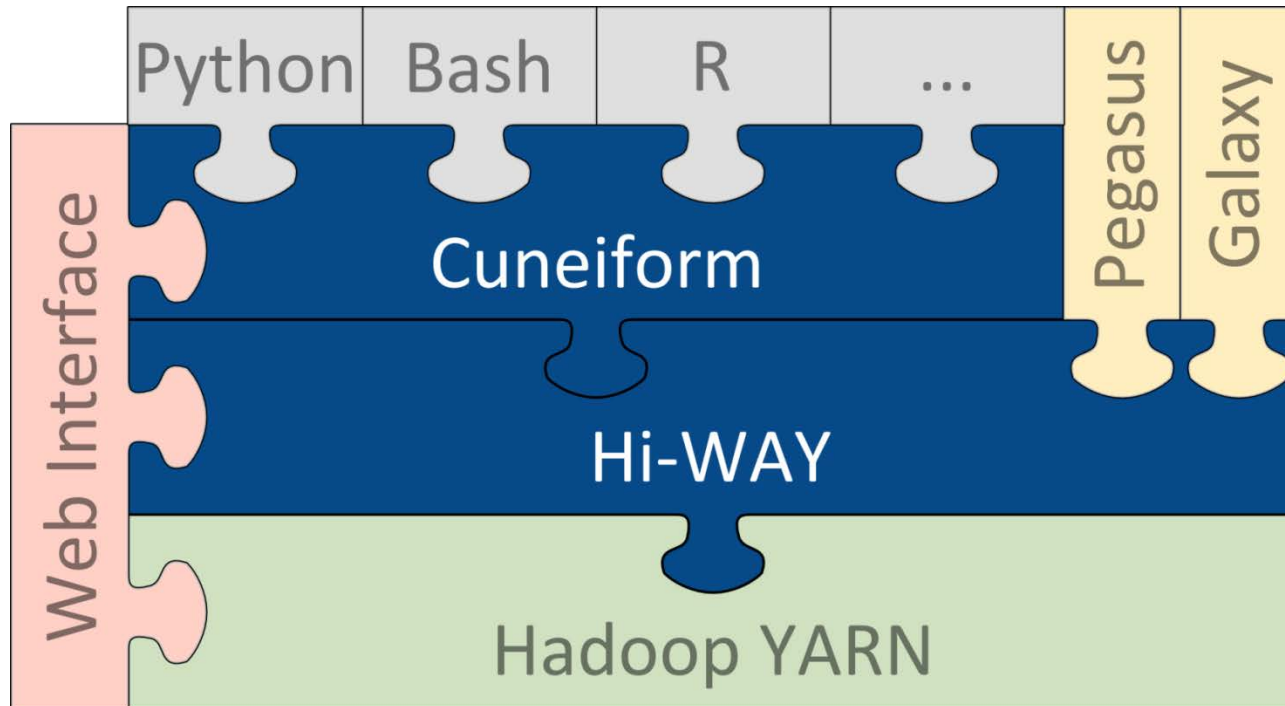 Python
Bash
R
...
Pegasus
Galaxy
Web Interface
Cuneiform
Hi-WAY
Hadoop YARN